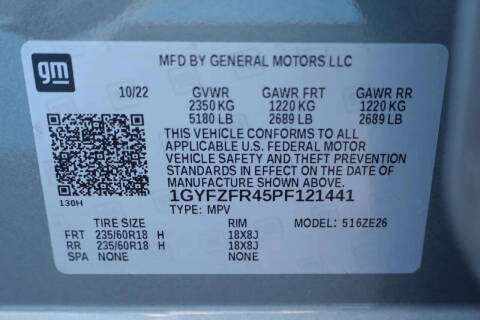 gm
MFD BY GENERAL MOTORS LLC
10/22 GVWR GAWR FRT GAWR RR
2350 KG 1220 KG 1220 KG
5180 LB 2689 LB 2689 LB
THIS VEHICLE CONFORMS TO ALL
APPLICABLE U.S. FEDERAL MOTOR
VEHICLE SAFETY AND THEFT PREVENTION
STANDARDS IN EFFECT ON THE DATE OF
MANUFACTURE SHOWN ABOVE.
1GYFZFR45PF121441
130H
TYPE: MPV MODEL: 516ZE26
TIRE SIZE RIM
FRT 235/60R18 H 18X8J
RR 235/60R18 H 18X8J
SPA NONE NONE